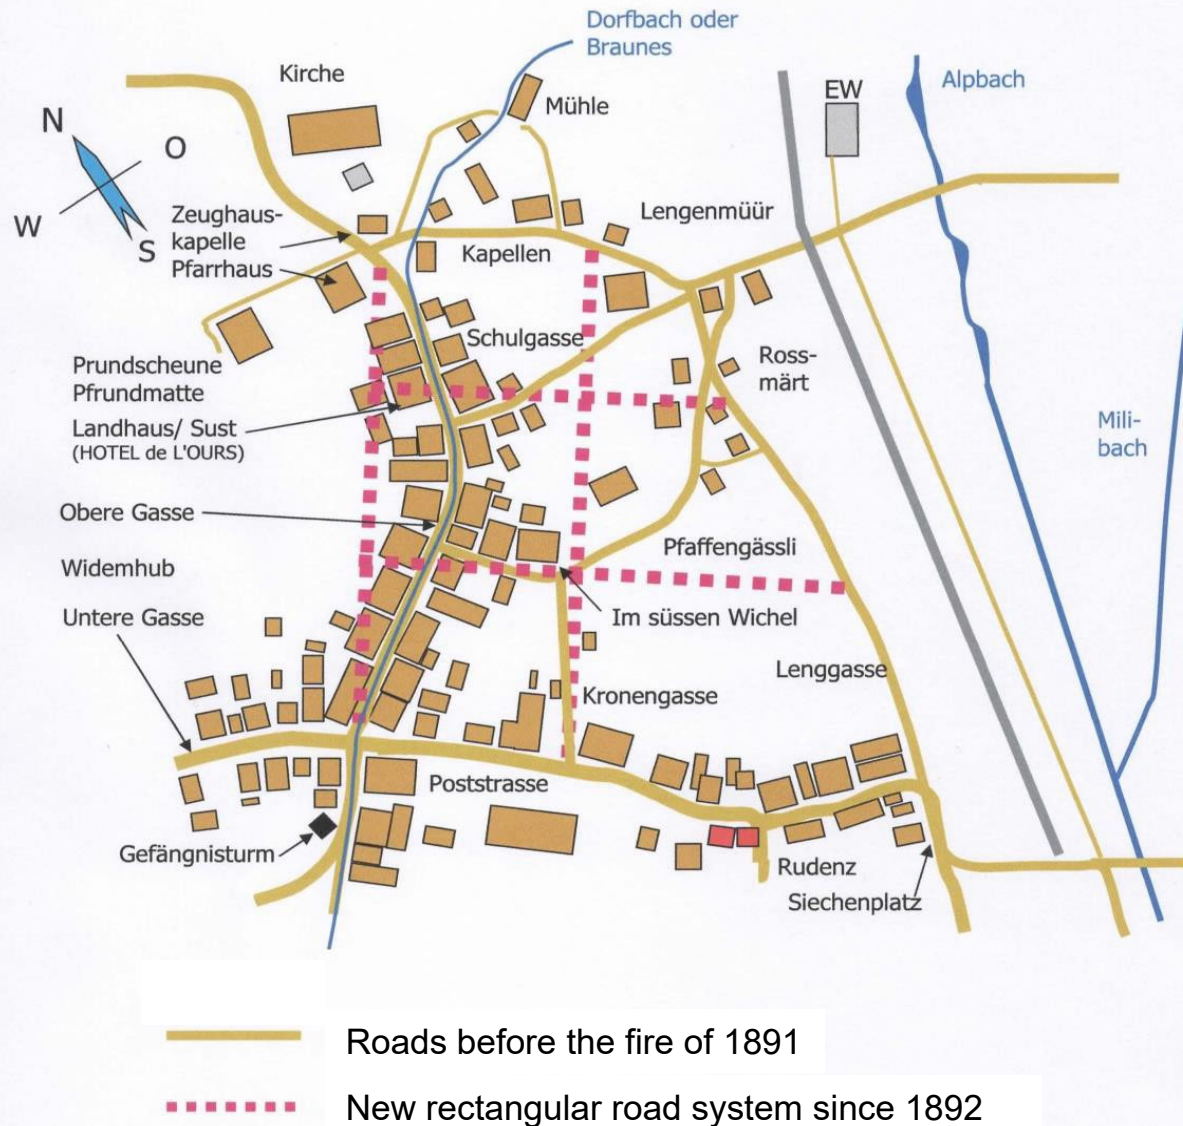 Dorfbach oder
Braunes
Kirche
Mühle
EW
Alpbach
N
O
W
S
Zeughaus-
kapelle
Pfarrhaus
Lengenmüür
Kapellen
Schulgasse
Prundscheune
Pfrundmatte
Ross-
märt
Landhaus/ Sust
(HOTEL de L'OURS)
Mili-
bach
Obere Gasse
Pfaffengässli
Widemhub
Untere Gasse
Im süssen Wichel
Lenggasse
Kronengasse
Poststrasse
Gefängnisturm
Rudenz
Siechenplatz
Roads before the fire of 1891
New rectangular road system since 1892